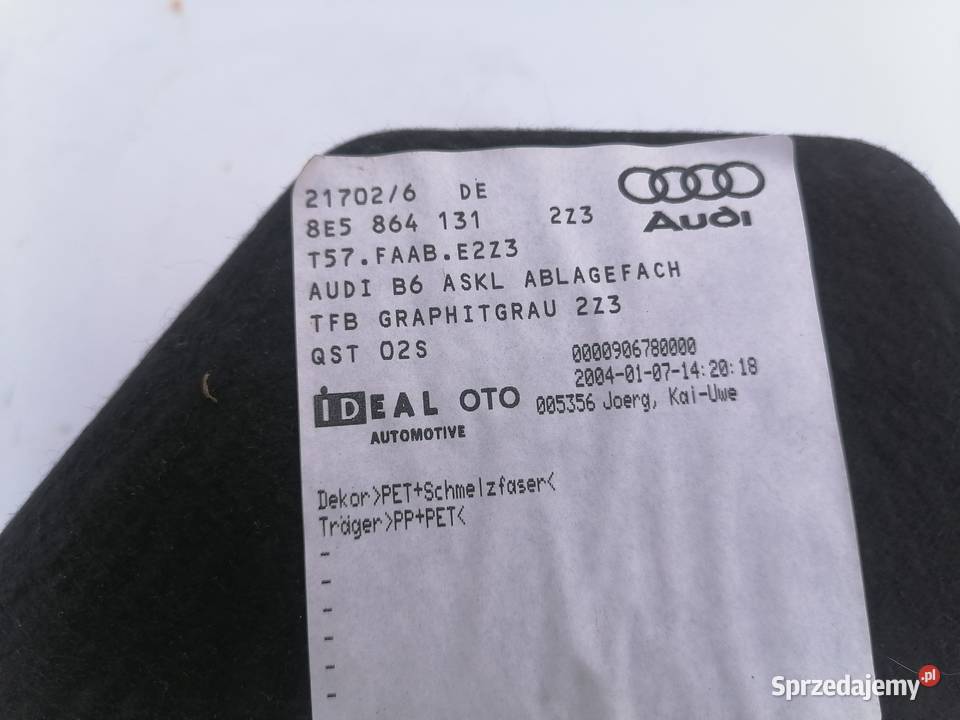 21702/6 DE
Audi
8E5 864 131 2Z3
T57.FAAB.E2Z3
AUDI B6 ASKL ABLAGEFACH
TFB GRAPHITGRAU 2Z3
QST 02S
0000906780000
2004-01-07-14:20:18
005356 Joerg, Kai-Uwe
iDEAL OTO
AUTOMOTIVE
Dekor>PET+Schmelzfaser<
Träger>PP+PET<
-
-
-
-
-
-
Sprzedajemy.pl